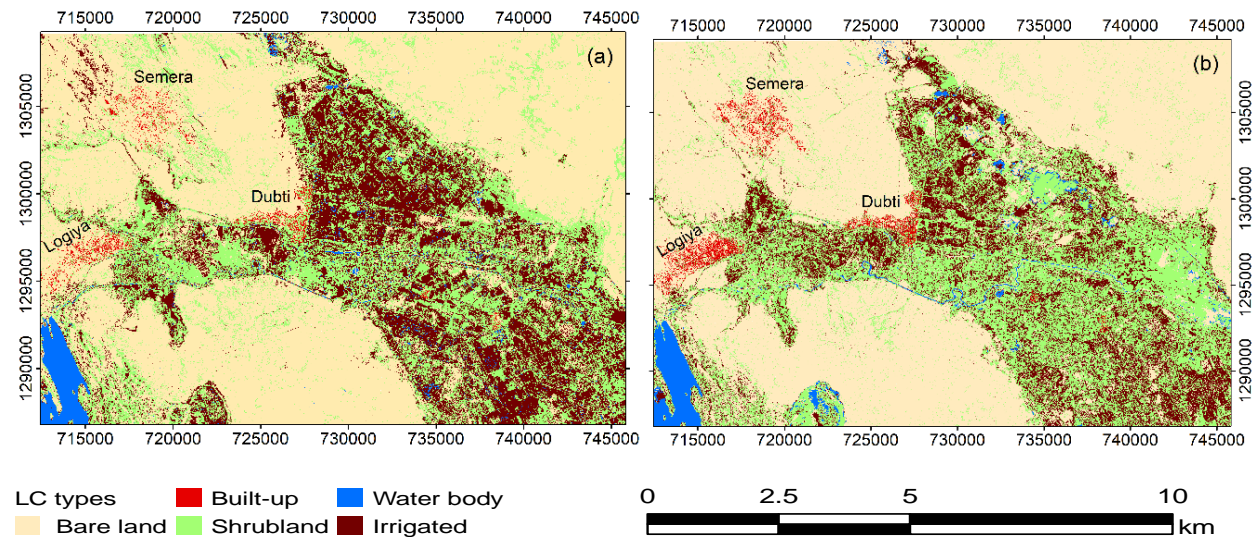 715000 720000 725000 730000 735000 740000 745000
715000 720000 725000 730000 735000 740000 745000
(a)
(b)
Semera
Semera
Dubti
Dubti
Logiya
Logiya
1305000
1300000
1295000
1290000
1305000
1300000
1295000
1290000
715000 720000 725000 730000 735000 740000 745000
715000 720000 725000 730000 735000 740000 745000
LC types
Built-up
Water body
Bare land
Shrubland
Irrigated
0 2.5 5 10
km